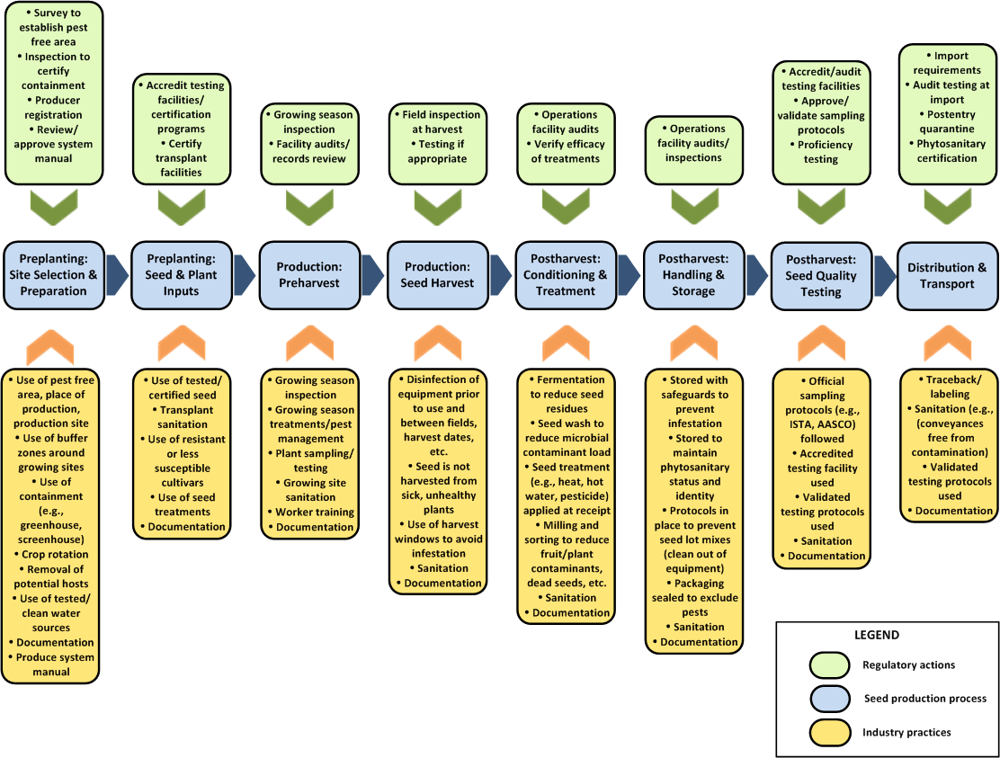 • Survey to
establish pest
free area
• Inspection to
certify
containment
• Producer
registration
• Review/
approve system
manual
• Accredit testing
facilities/
certification
programs
• Certify
transplant
facilities
• Growing season
inspection
• Facility audits/
records review
• Field inspection
at harvest
• Testing if
appropriate
• Operations
facility audits
• Verify efficacy
of treatments
• Operations
facility audits/
inspections
• Accredit/audit
testing facilities
• Approve/
validate sampling
protocols
• Proficiency
testing
• Import
requirements
• Audit testing at
import
• Postentry
quarantine
• Phytosanitary
certification
Preplanting:
Site Selection &
Preparation
Preplanting:
Seed & Plant
Inputs
Production:
Preharvest
Production:
Seed Harvest
Postharvest:
Conditioning &
Treatment
Postharvest:
Handling &
Storage
Postharvest:
Seed Quality
Testing
Distribution &
Transport
• Use of pest free
area, place of
production,
production site
• Use of buffer
zones around
growing sites
• Use of
containment
(e.g.,
greenhouse,
screenhouse)
• Crop rotation
• Removal of
potential hosts
• Use of tested/
clean water
sources
• Documentation
• Produce system
manual
• Use of tested/
certified seed
• Transplant
sanitation
• Use of resistant
or less
susceptible
cultivars
• Use of seed
treatments
• Documentation
• Growing season
inspection
• Growing season
treatments/pest
management
• Plant sampling/
testing
• Growing site
sanitation
• Worker training
• Documentation
• Disinfection of
equipment prior
to use and
between fields,
harvest dates,
etc.
• Seed is not
harvested from
sick, unhealthy
plants
• Use of harvest
windows to avoid
infestation
• Sanitation
• Documentation
• Fermentation
to reduce seed
residues
• Seed wash to
reduce microbial
contaminant load
• Seed treatment
(e.g., heat, hot
water, pesticide)
applied at receipt
• Milling and
sorting to reduce
fruit/plant
contaminants,
dead seeds, etc.
• Sanitation
• Documentation
• Stored with
safeguards to
prevent
infestation
• Stored to
maintain
phytosanitary
status and
identity
• Protocols in
place to prevent
seed lot mixes
(clean out of
equipment)
• Packaging
sealed to exclude
pests
• Sanitation
• Documentation
• Official
sampling
protocols (e.g.,
ISTA, AASCO)
followed
• Accredited
testing facility
used
• Validated
testing protocols
used
• Sanitation
• Documentation
• Traceback/
labeling
• Sanitation (e.g.,
(conveyances
free from
contamination)
• Validated
testing protocols
used
• Documentation
LEGEND
Regulatory actions
Seed production process
Industry practices